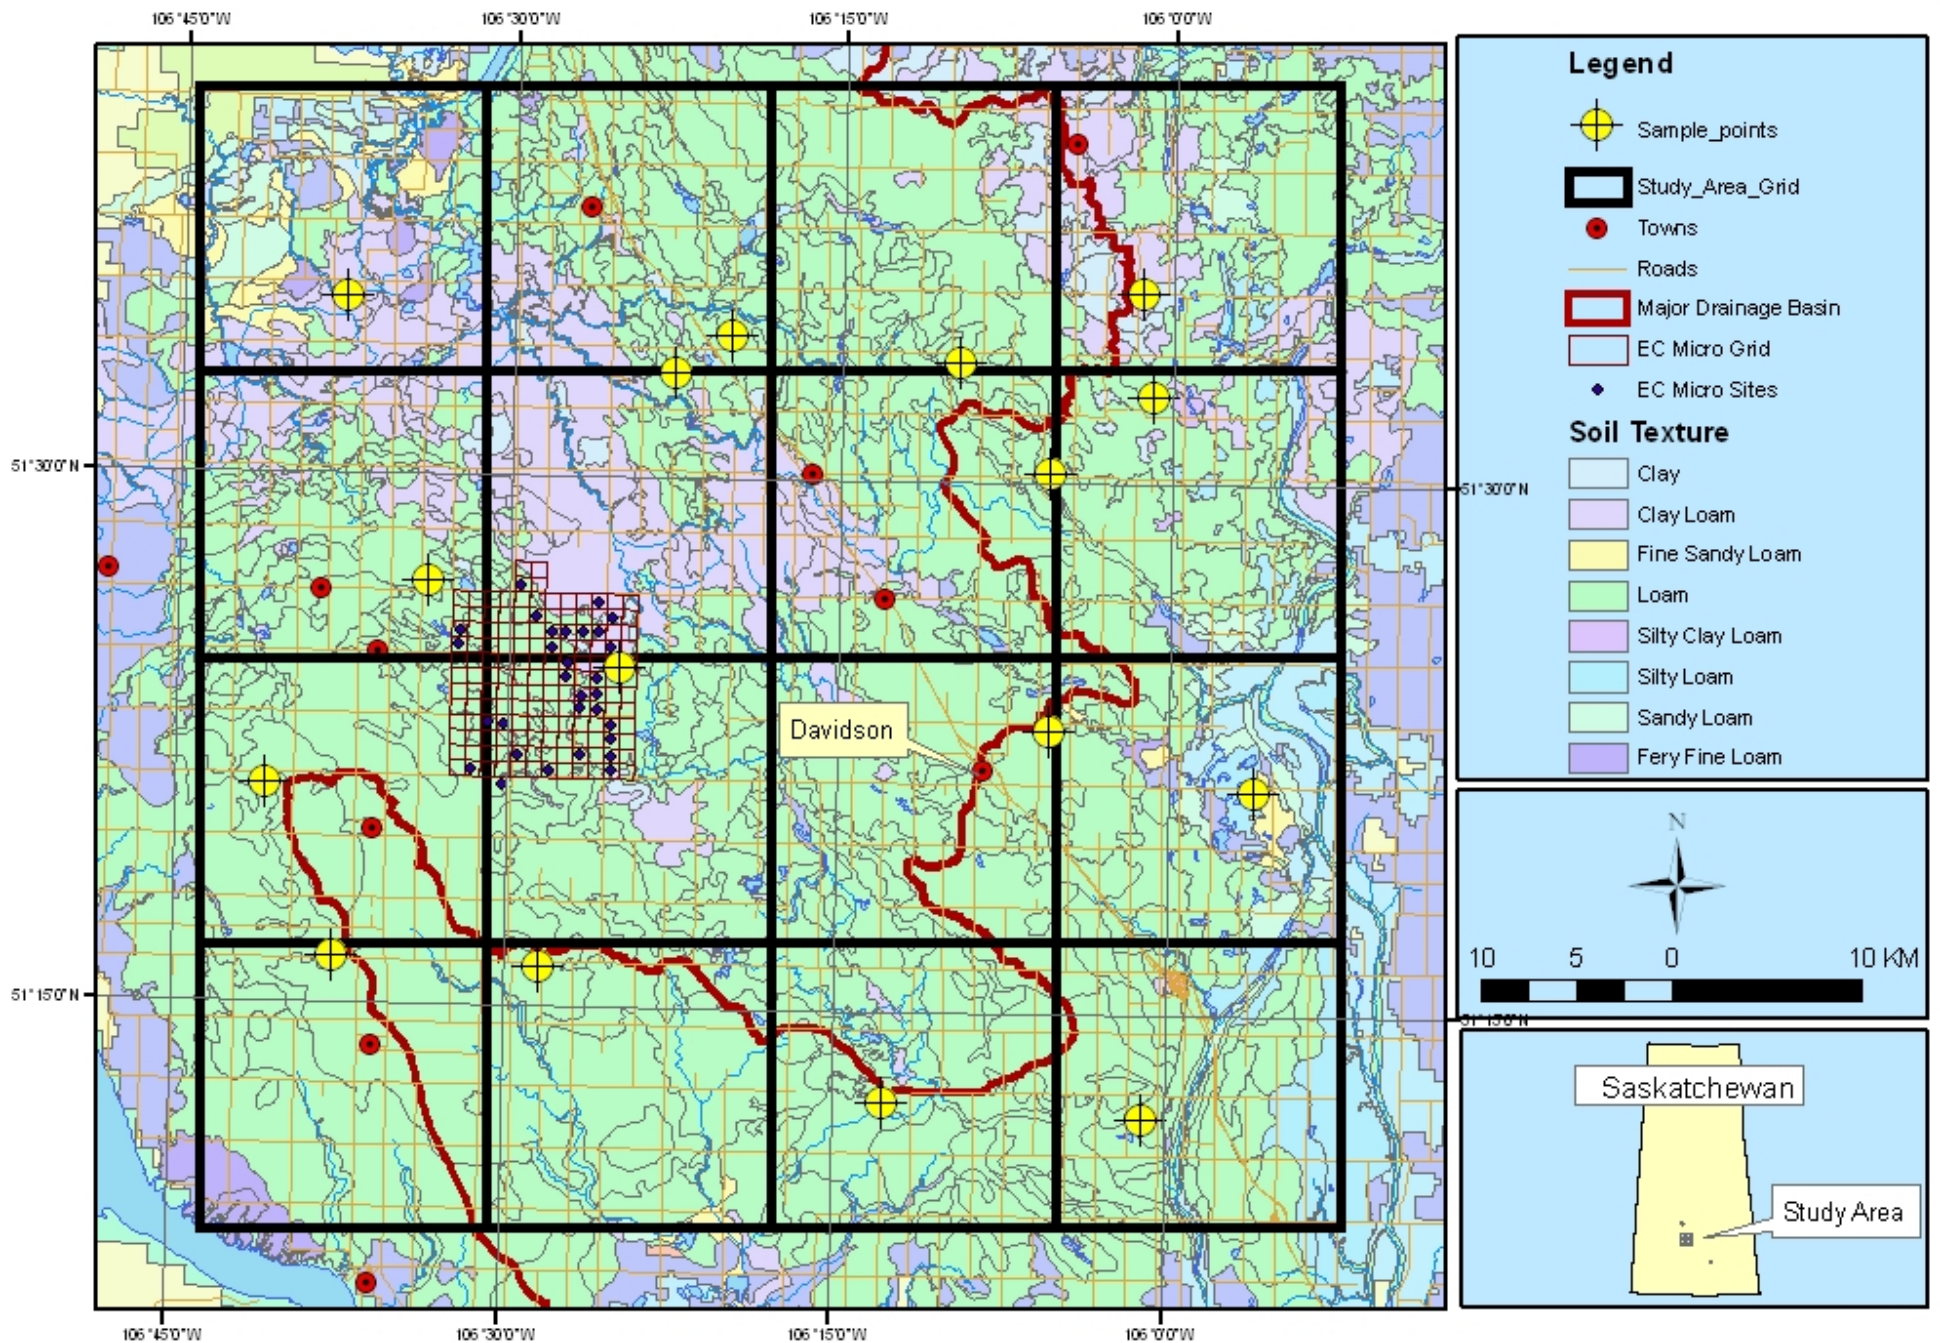 106°45'0"W 106°30'0"W 106°15'0"W 106°0'0"W
51°30'0"N
51°15'0"N
Davidson
51°30'0"N
51°15'0"N
106°45'0"W 106°30'0"W 106°15'0"W 106°0'0"W
Legend
Sample_points
Study_Area_Grid
Towns
Roads
Major Drainage Basin
EC Micro Grid
EC Micro Sites
Soil Texture
Clay
Clay Loam
Fine Sandy Loam
Loam
Silty Clay Loam
Silty Loam
Sandy Loam
Fery Fine Loam
N
10 5 0 10 KM
Saskatchewan
Study Area